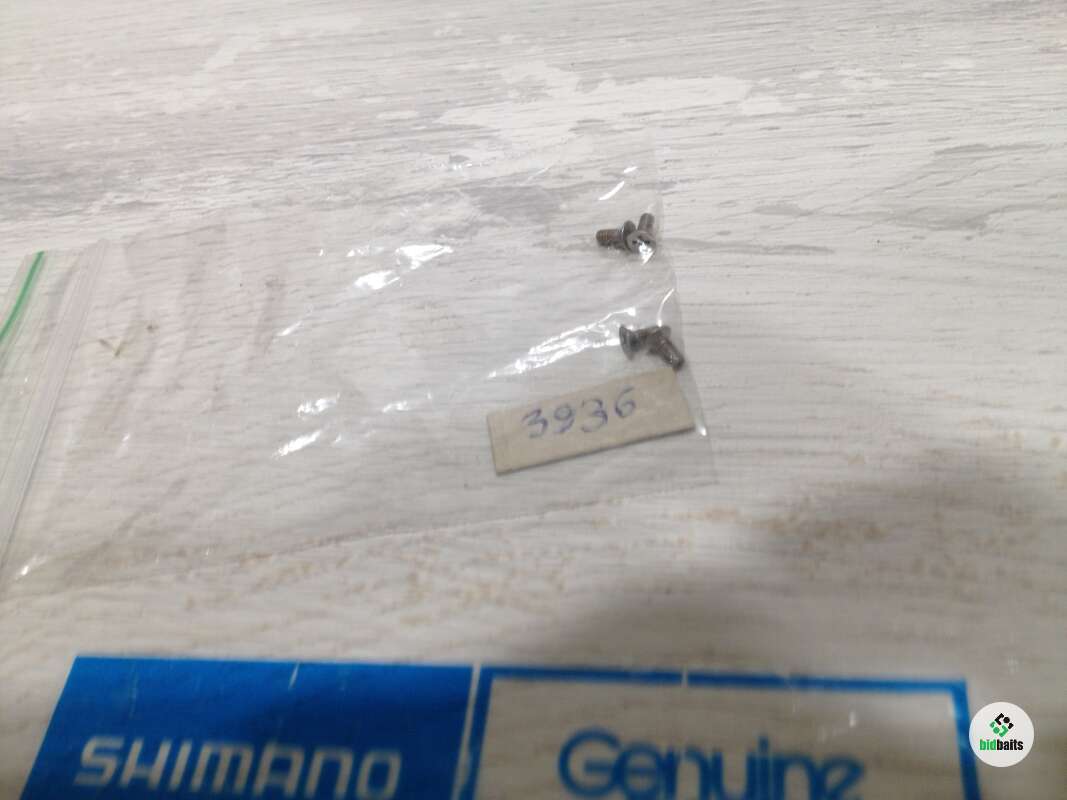 3936
SHIMANO
Genuine
bidbaits